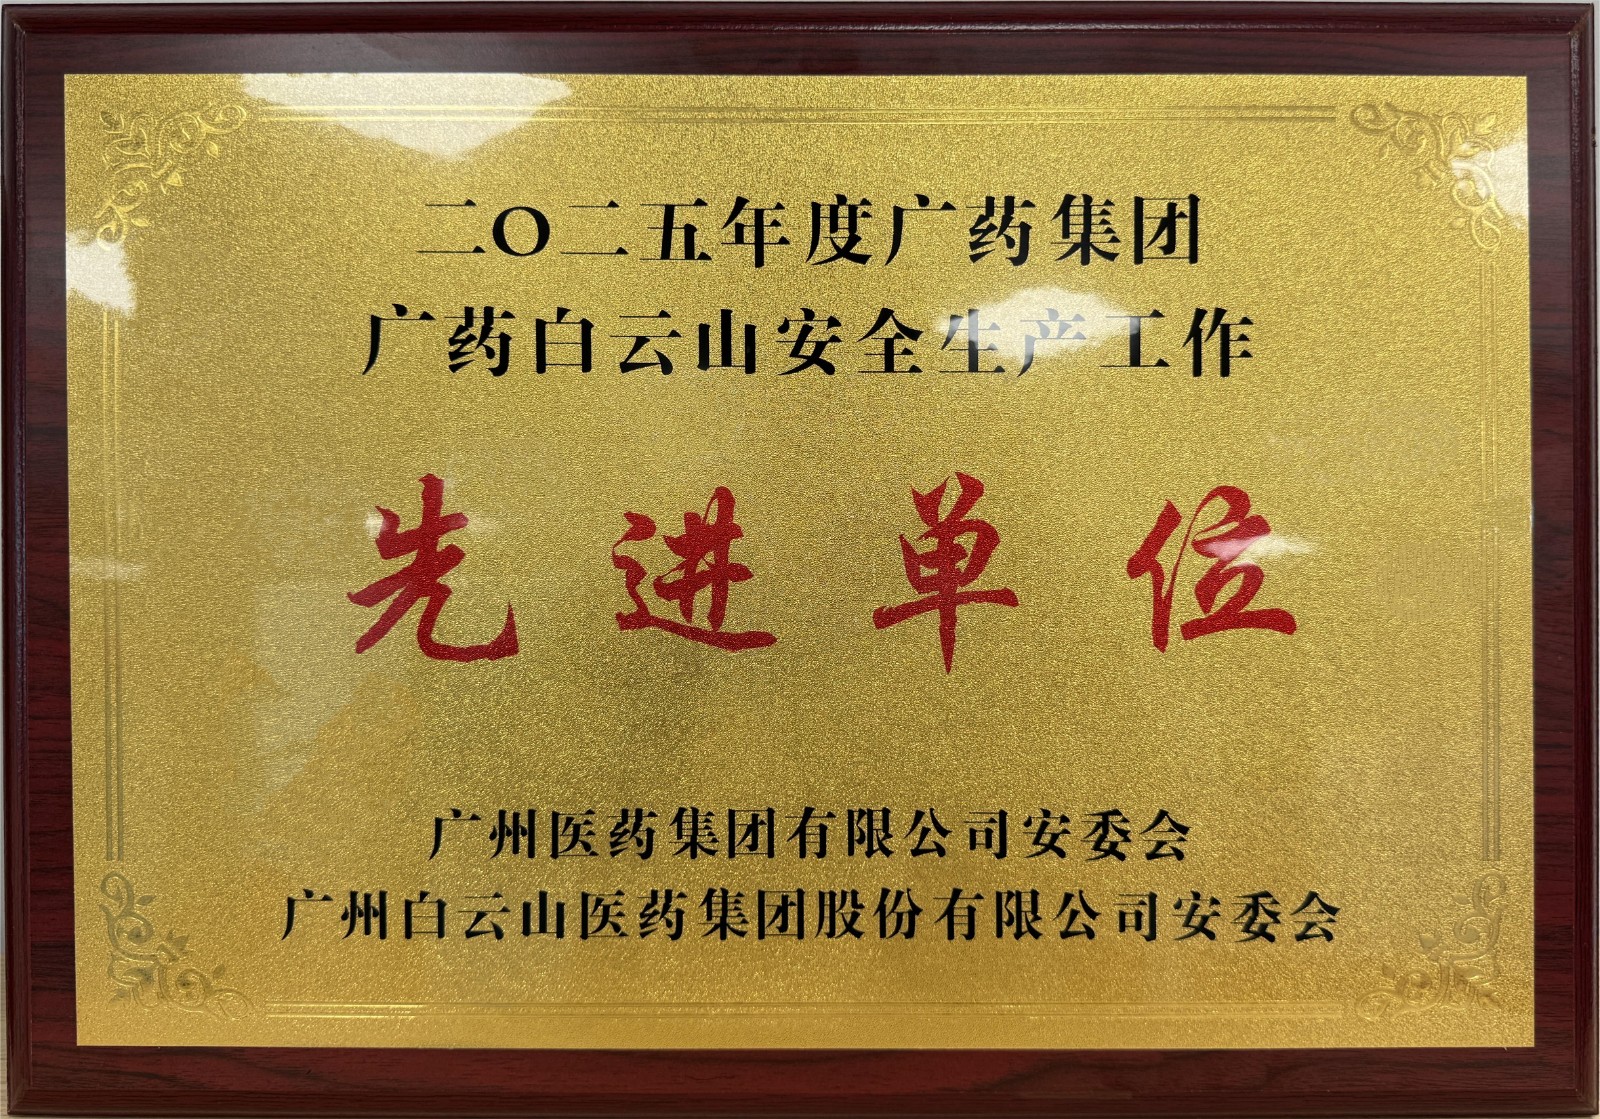 二〇二五年度广药集团
广药白云山安全生产工作
先进单位
广州医药集团有限公司安委会
广州白云山医药集团股份有限公司安委会